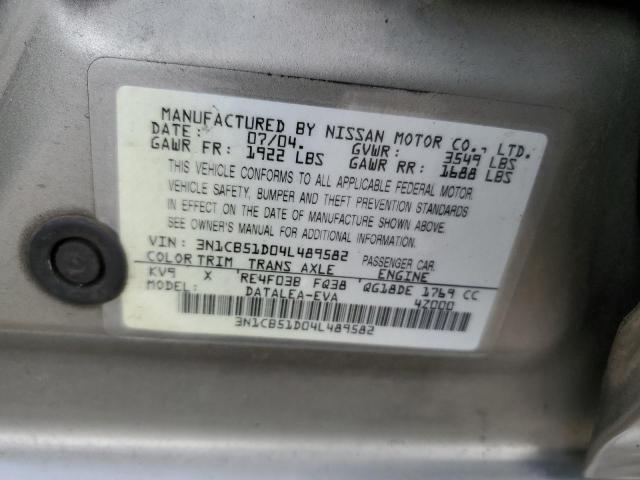 MANUFACTURED BY NISSAN MOTOR CO., LTD.
DATE: 07/04. GVWR: 3549 LBS
GAWR FR: 1922 LBS GAWR RR: 1688 LBS
THIS VEHICLE CONFORMS TO ALL APPLICABLE FEDERAL MOTOR
VEHICLE SAFETY, BUMPER AND THEFT PREVENTION STANDARDS
IN EFFECT ON THE DATE OF MANUFACTURE SHOWN ABOVE.
SEE OWNER'S MANUAL FOR ADDITIONAL INFORMATION.
VIN: 3N1CB51D04L489582 PASSENGER CAR.
COLOR TRIM TRANS AXLE ENGINE
KV9 X RE4F03B FQ38 QG18DE 1769 CC
MODEL: DATALEA-EVA 4Z000
3N1CB51D04L489582